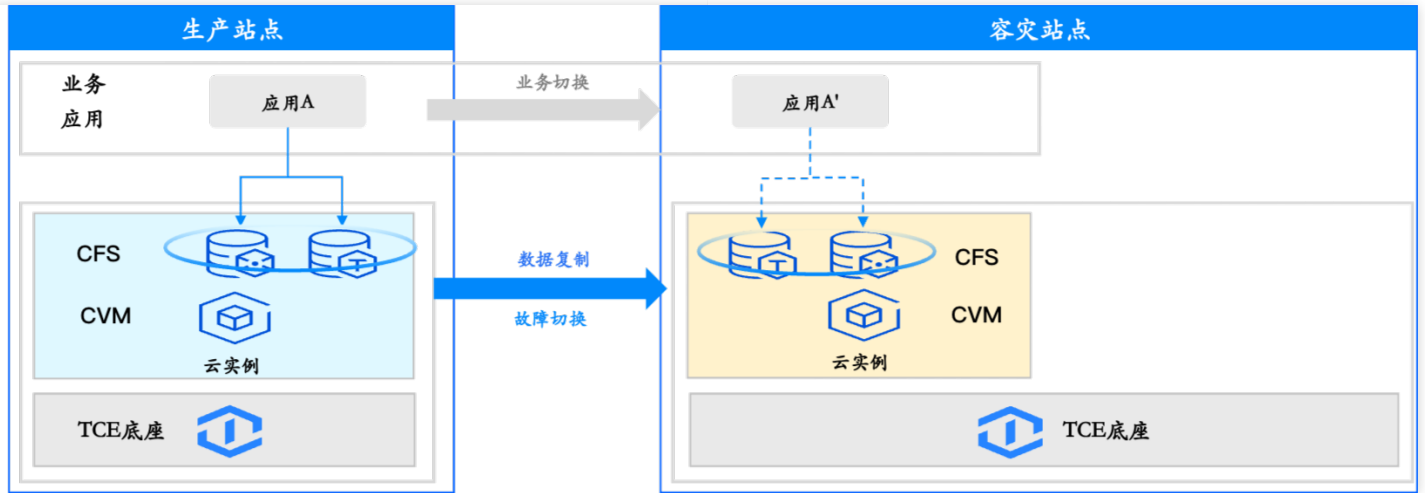 生产站点
容灾站点
业务
应用
应用A
业务切换
应用A'
CFS
CVM
云实例
数据复制
故障切换
CFS
CVM
云实例
TCE底座
TCE底座